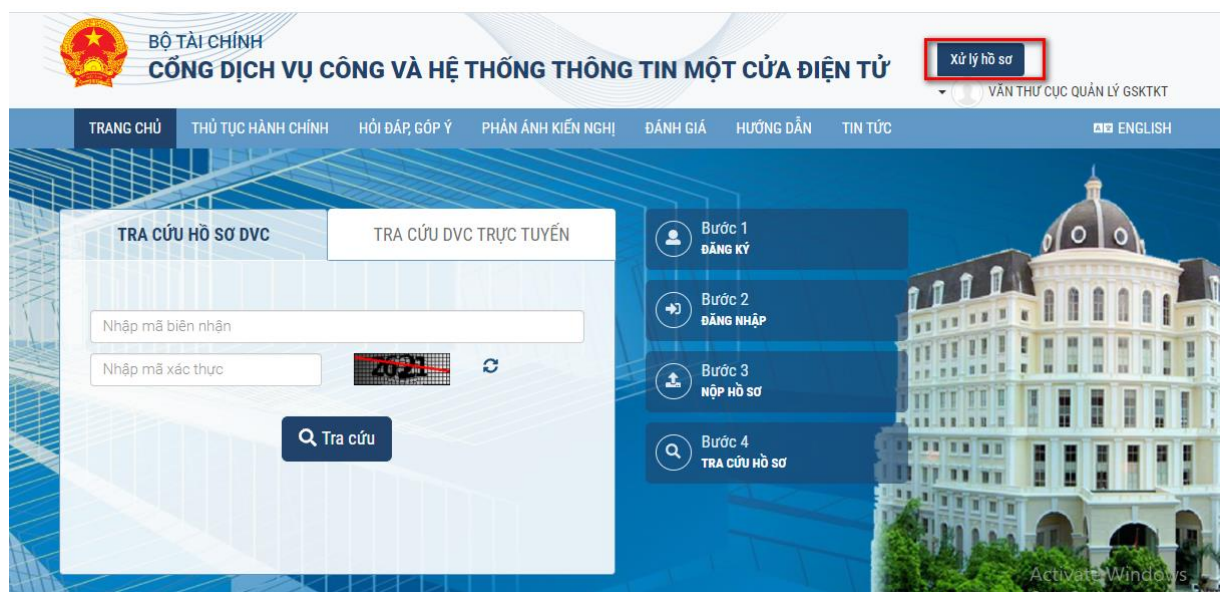 BỘ TÀI CHÍNH
CỔNG DỊCH VỤ CÔNG VÀ HỆ THỐNG THÔNG TIN MỘT CỬA ĐIỆN TỬ
Xử lý hồ sơ
VĂN THƯ CỤC QUẢN LÝ GSKTKT
TRANG CHỦ THỦ TỤC HÀNH CHÍNH HỎI ĐÁP, GÓP Ý PHẢN ÁNH KIẾN NGHỊ ĐÁNH GIÁ HƯỚNG DẪN TIN TỨC ENGLISH
TRA CỨU HỒ SƠ DVC TRA CỨU DVC TRỰC TUYẾN
Nhập mã biên nhận
Nhập mã xác thực
2021
Tra cứu
Bước 1
ĐĂNG KÝ
Bước 2
ĐĂNG NHẬP
Bước 3
NỘP HỒ SƠ
Bước 4
TRA CỨU HỒ SƠ
Activate Windows